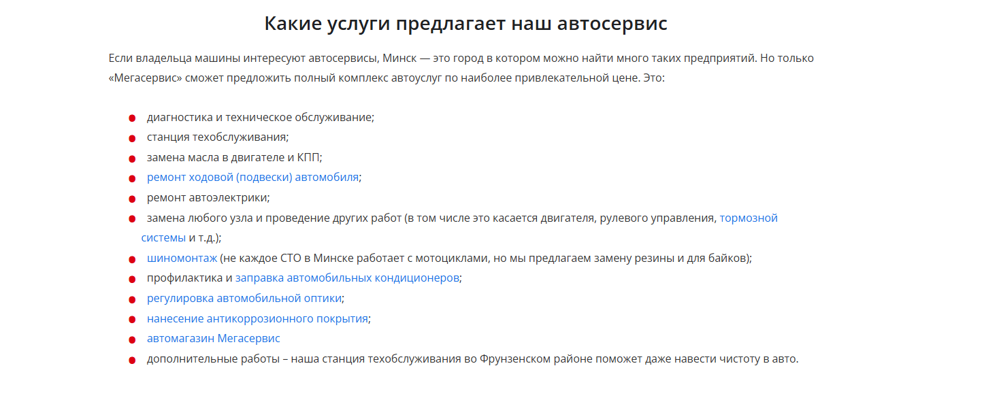 Какие услуги предлагает наш автосервис
Если владельца машины интересуют автосервисы, Минск — это город в котором можно найти много таких предприятий. Но только
«Мегасервис» сможет предложить полный комплекс автоуслуг по наиболее привлекательной цене. Это:
диагностика и техническое обслуживание;
станция техобслуживания;
замена масла в двигателе и КПП;
ремонт ходовой (подвески) автомобиля;
ремонт автоэлектрики;
замена любого узла и проведение других работ (в том числе это касается двигателя, рулевого управления, тормозной
системы и т.д.);
шиномонтаж (не каждое СТО в Минске работает с мотоциклами, но мы предлагаем замену резины и для байков);
профилактика и заправка автомобильных кондиционеров;
регулировка автомобильной оптики;
нанесение антикоррозионного покрытия;
автомагазин Мегасервис
дополнительные работы – наша станция техобслуживания во Фрунзенском районе поможет даже навести чистоту в авто.